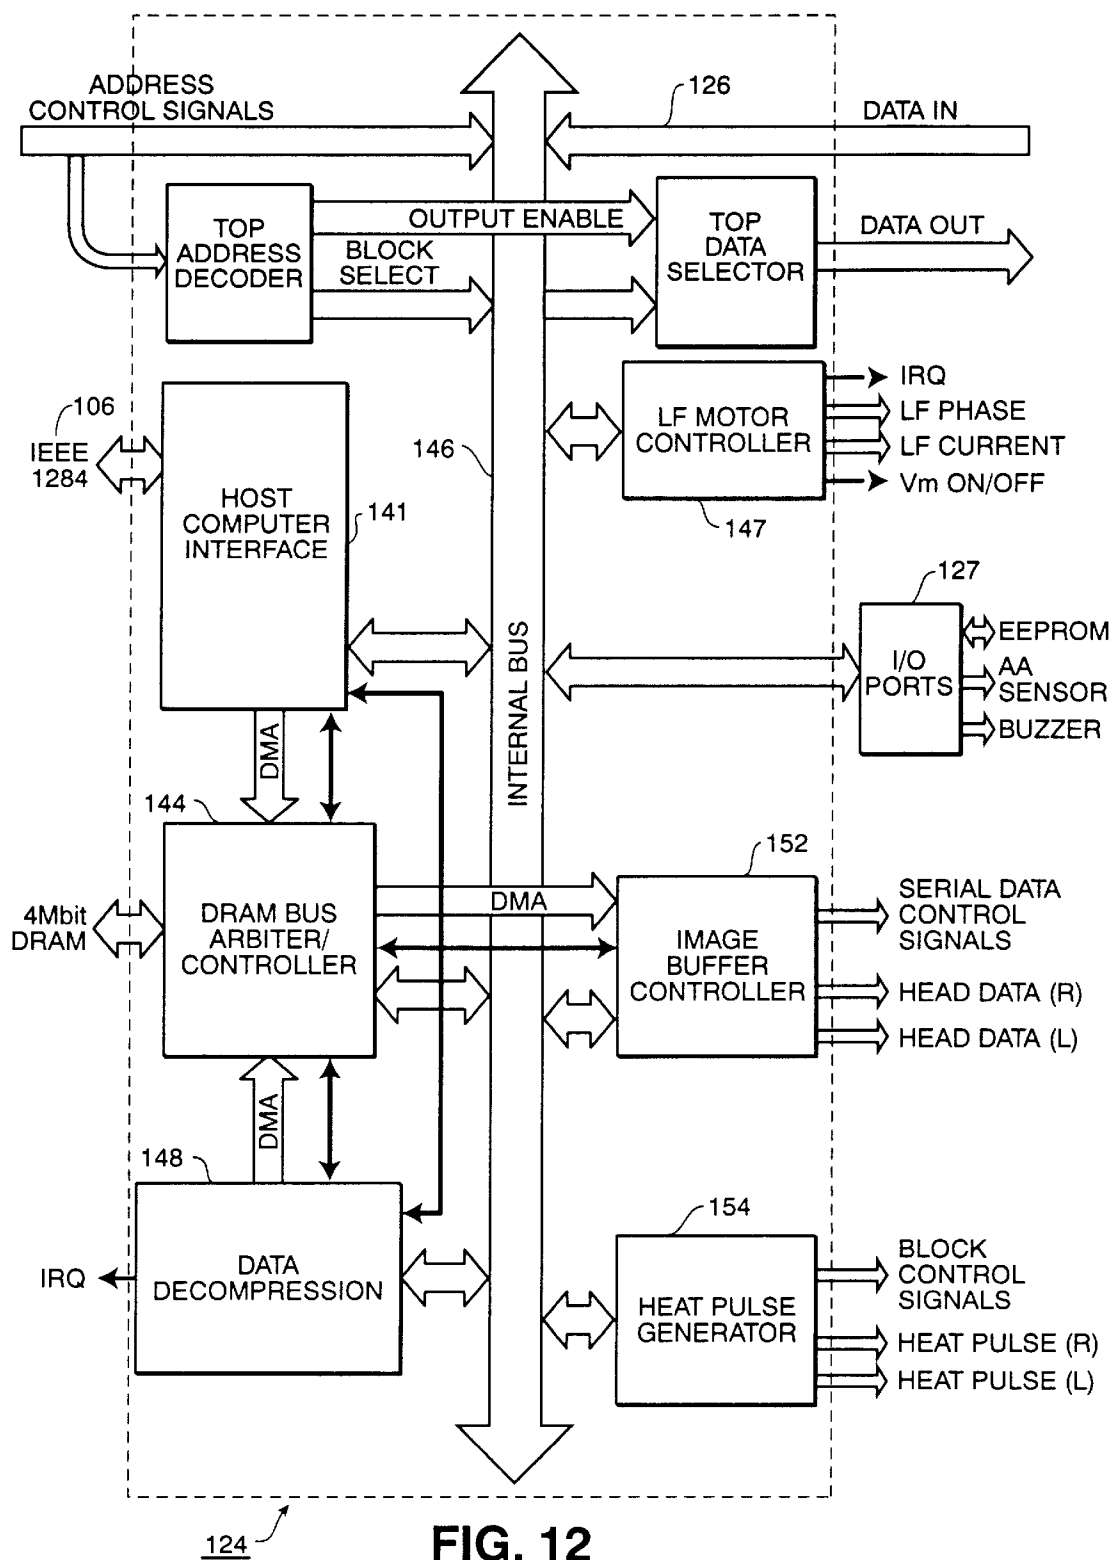 ADDRESS
CONTROL SIGNALS
126
DATA IN
TOP
ADDRESS
DECODER
OUTPUT ENABLE
BLOCK
SELECT
TOP
DATA
SELECTOR
DATA OUT
106
IEEE
1284
HOST
COMPUTER
INTERFACE
141
146
LF MOTOR
CONTROLLER
147
IRQ
LF PHASE
LF CURRENT
Vm ON/OFF
127
I/O
PORTS
EEPROM
AA
SENSOR
BUZZER
INTERNAL BUS
DMA
144
4Mbit
DRAM
DRAM BUS
ARBITER/
CONTROLLER
DMA
152
IMAGE
BUFFER
CONTROLLER
SERIAL DATA
CONTROL
SIGNALS
HEAD DATA (R)
HEAD DATA (L)
DMA
148
IRQ
DATA
DECOMPRESSION
154
HEAT PULSE
GENERATOR
BLOCK
CONTROL
SIGNALS
HEAT PULSE (R)
HEAT PULSE (L)
124
FIG. 12